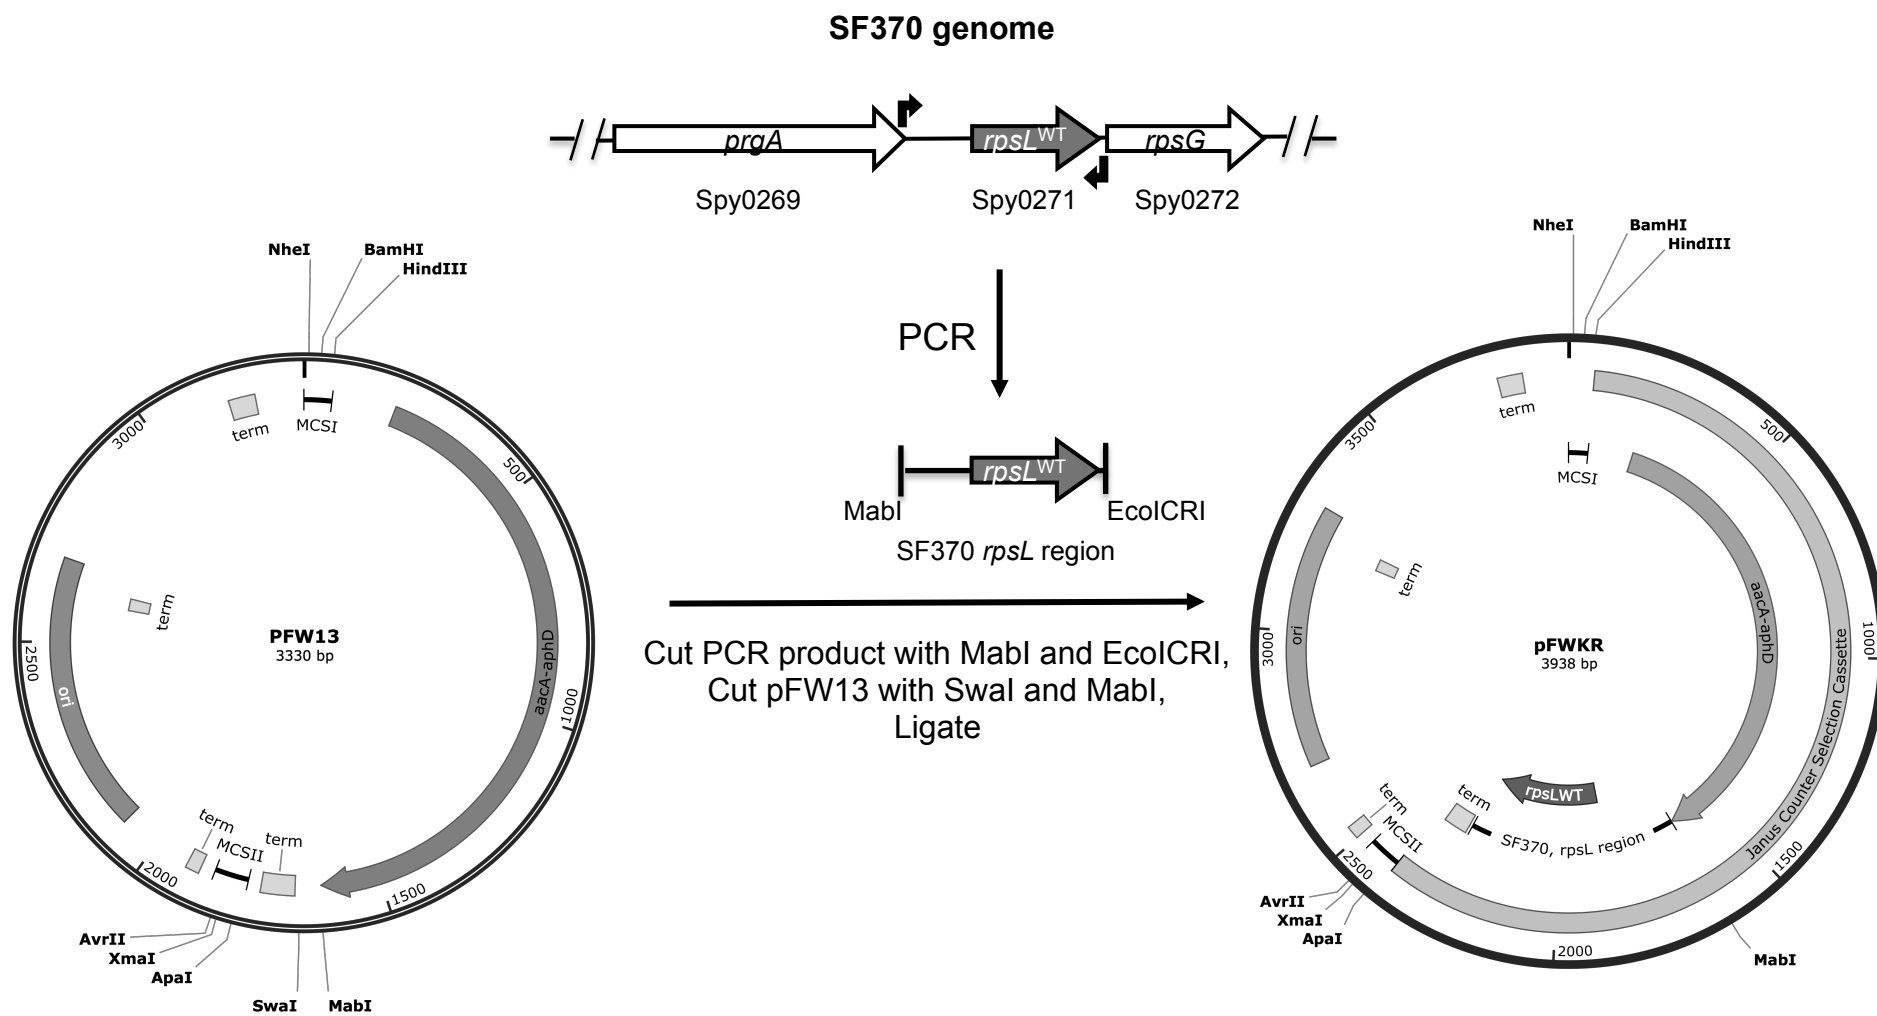 SF370 genome
prgA
rpsL WT
rpsG
Spy0269
Spy0271
Spy0272
PCR
rpsL WT
MabI
EcoICRI
SF370 rpsL region
Cut PCR product with MabI and EcoICRI,
Cut pFW13 with SwaI and MabI,
Ligate
NheI
BamHI
HindIII
3000
term
MCSI
500
term
PFW13
3330 bp
2500
ori
aacA-aphD
1000
term
MCSII
term
2000
1500
AvrII
XmaI
ApaI
SwaI
MabI
NheI
BamHI
HindIII
3500
term
MCSI
500
term
ori
3000
pFWKR
3938 bp
aacA-aphD
1000
Janus Counter Selection Cassette
rpsLWT
term
term
MCSII
SF370, rpsL region
2500
1500
AvrII
XmaI
ApaI
2000
MabI